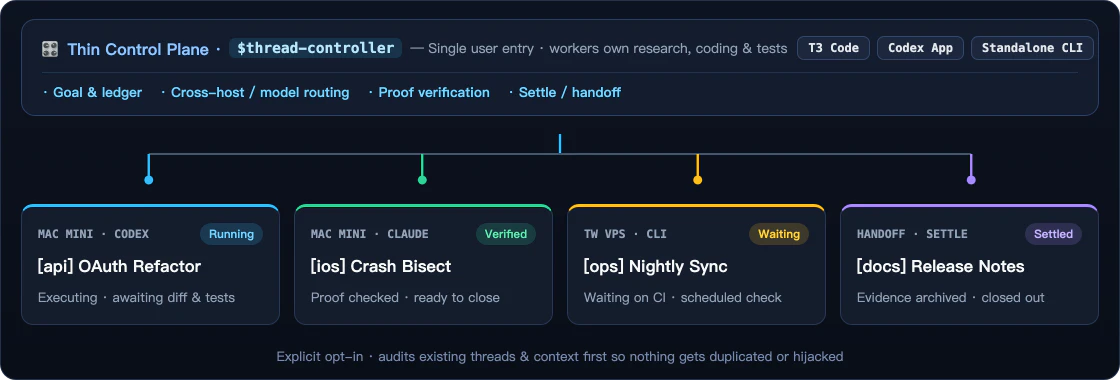 Thin Control Plane · $thread-controller — Single user entry · workers own research, coding & tests T3 Code Codex App Standalone CLI
· Goal & ledger · Cross-host / model routing · Proof verification · Settle / handoff
MAC MINI · CODEX Running
[api] OAuth Refactor
Executing · awaiting diff & tests
MAC MINI · CLAUDE Verified
[ios] Crash Bisect
Proof checked · ready to close
TW VPS · CLI Waiting
[ops] Nightly Sync
Waiting on CI · scheduled check
HANDOFF · SETTLE Settled
[docs] Release Notes
Evidence archived · closed out
Explicit opt-in · audits existing threads & context first so nothing gets duplicated or hijacked